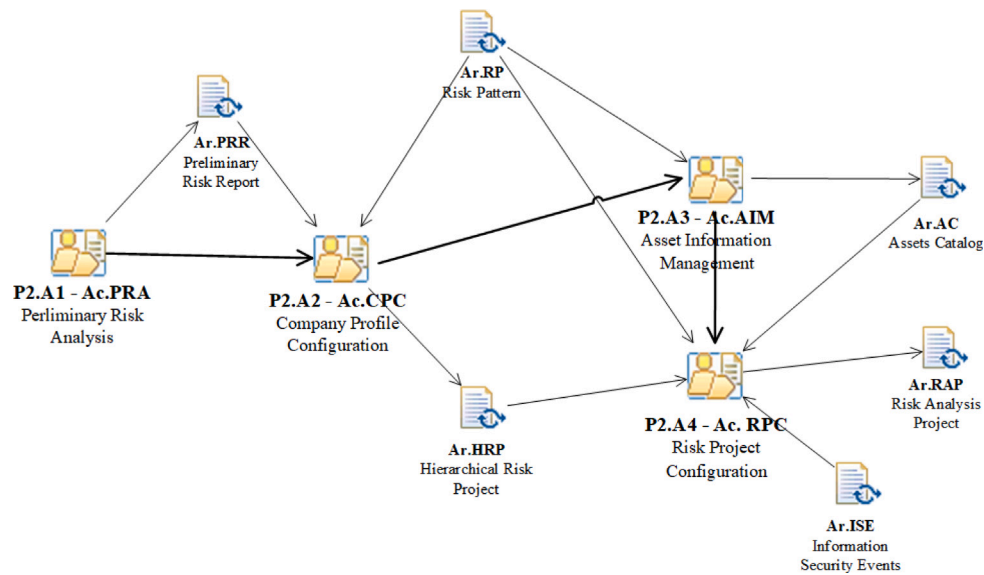 Ar.RP
Risk Pattern
Ar.PRR
Preliminary
Risk Report
P2.A3 - Ac.AIM
Asset Information
Management
Ar.AC
Assets Catalog
P2.A1 - Ac.PRA
Perliminary Risk
Analysis
P2.A2 - Ac.CPC
Company Profile
Configuration
Ar.RAP
Risk Analysis
Project
P2.A4 - Ac. RPC
Risk Project
Configuration
Ar.HRP
Hierarchical Risk
Project
Ar.ISE
Information
Security Events